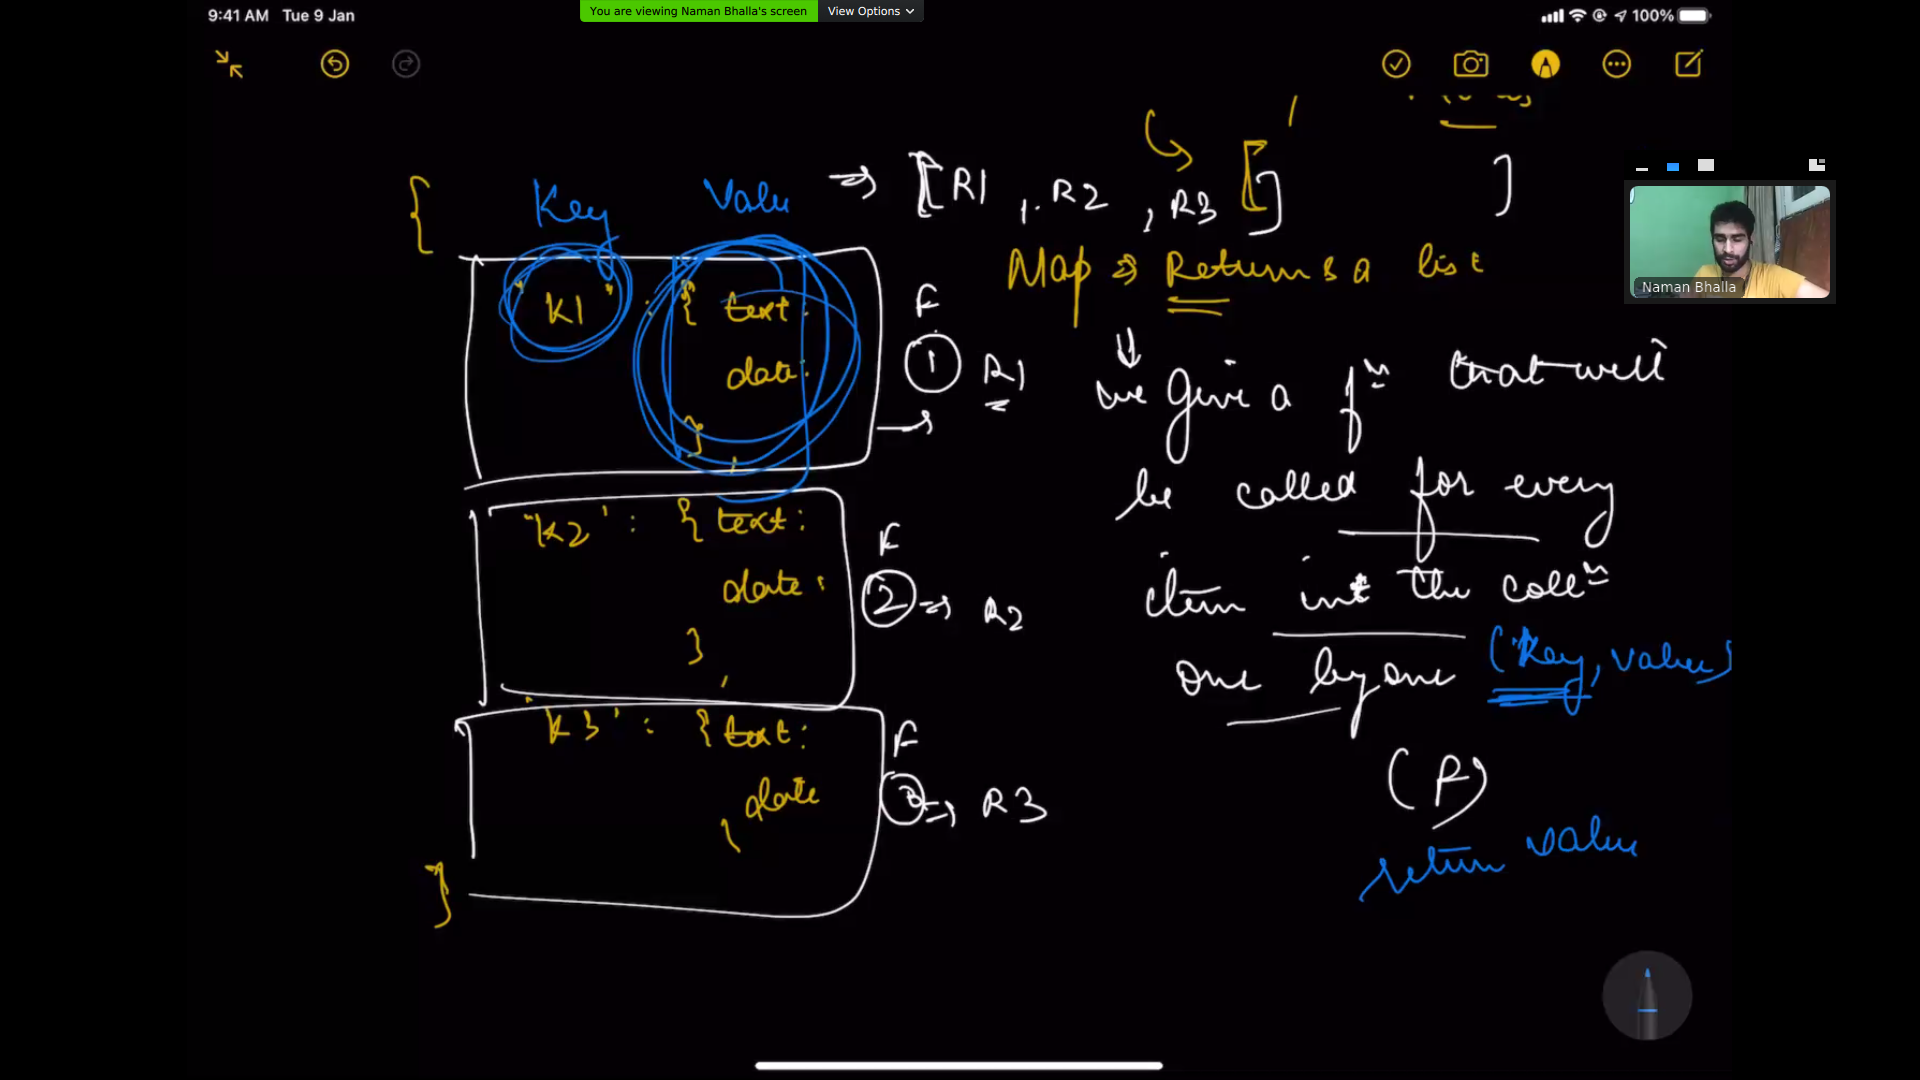 9:41 AM Tue 9 Jan
You are viewing Naman Bhalla's screen
View Options
100%
{ Key Value ⇒ [R1, R2, R3]
]
Map ⇒ Returns a list
"K1" : { text:
date:
},
F
1 R1
we give a fn that will
be called for every
item in the colln
one by one (Key, value)
"K2" : { text:
date:
},
F
2 ⇒ R2
"K3" : { text:
date
}
F
3 ⇒ R3
}
(F)
return value
Naman Bhalla